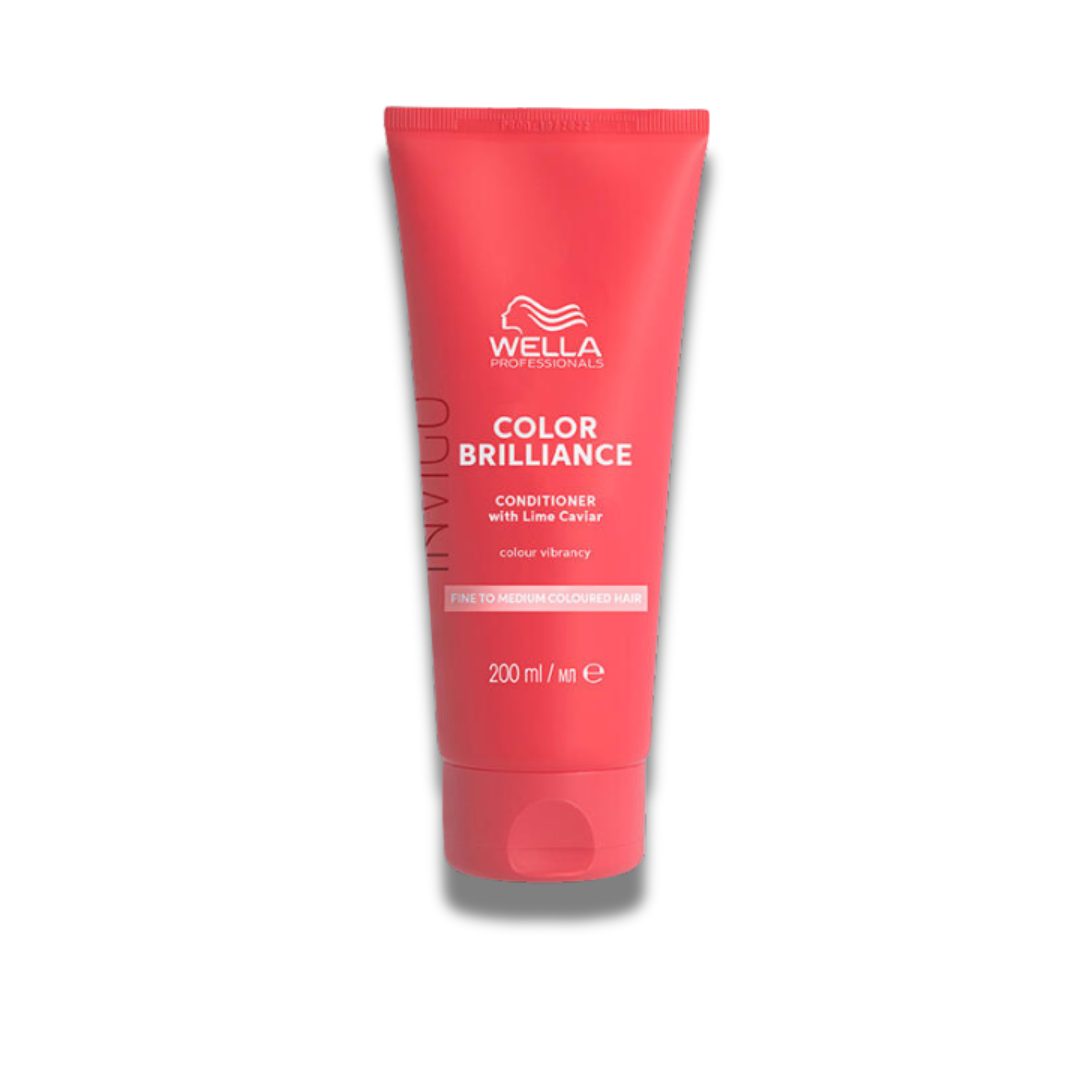 WELLA
PROFESSIONALS
INVIGO
COLOR
BRILLIANCE
CONDITIONER
with Lime Caviar
colour vibrancy
FINE TO MEDIUM COLOURED HAIR
200 ml / мл ℮